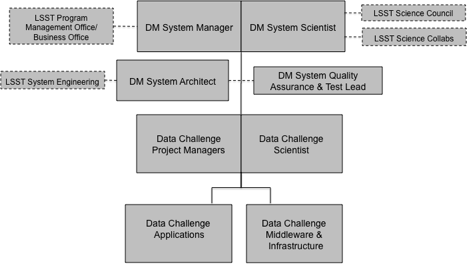 LSST Program
Management Office/
Business Office
DM System Manager
DM System Scientist
LSST Science Council
LSST Science Collabs
LSST System Engineering
DM System Architect
DM System Quality
Assurance & Test Lead
Data Challenge
Project Managers
Data Challenge
Scientist
Data Challenge
Applications
Data Challenge
Middleware &
Infrastructure